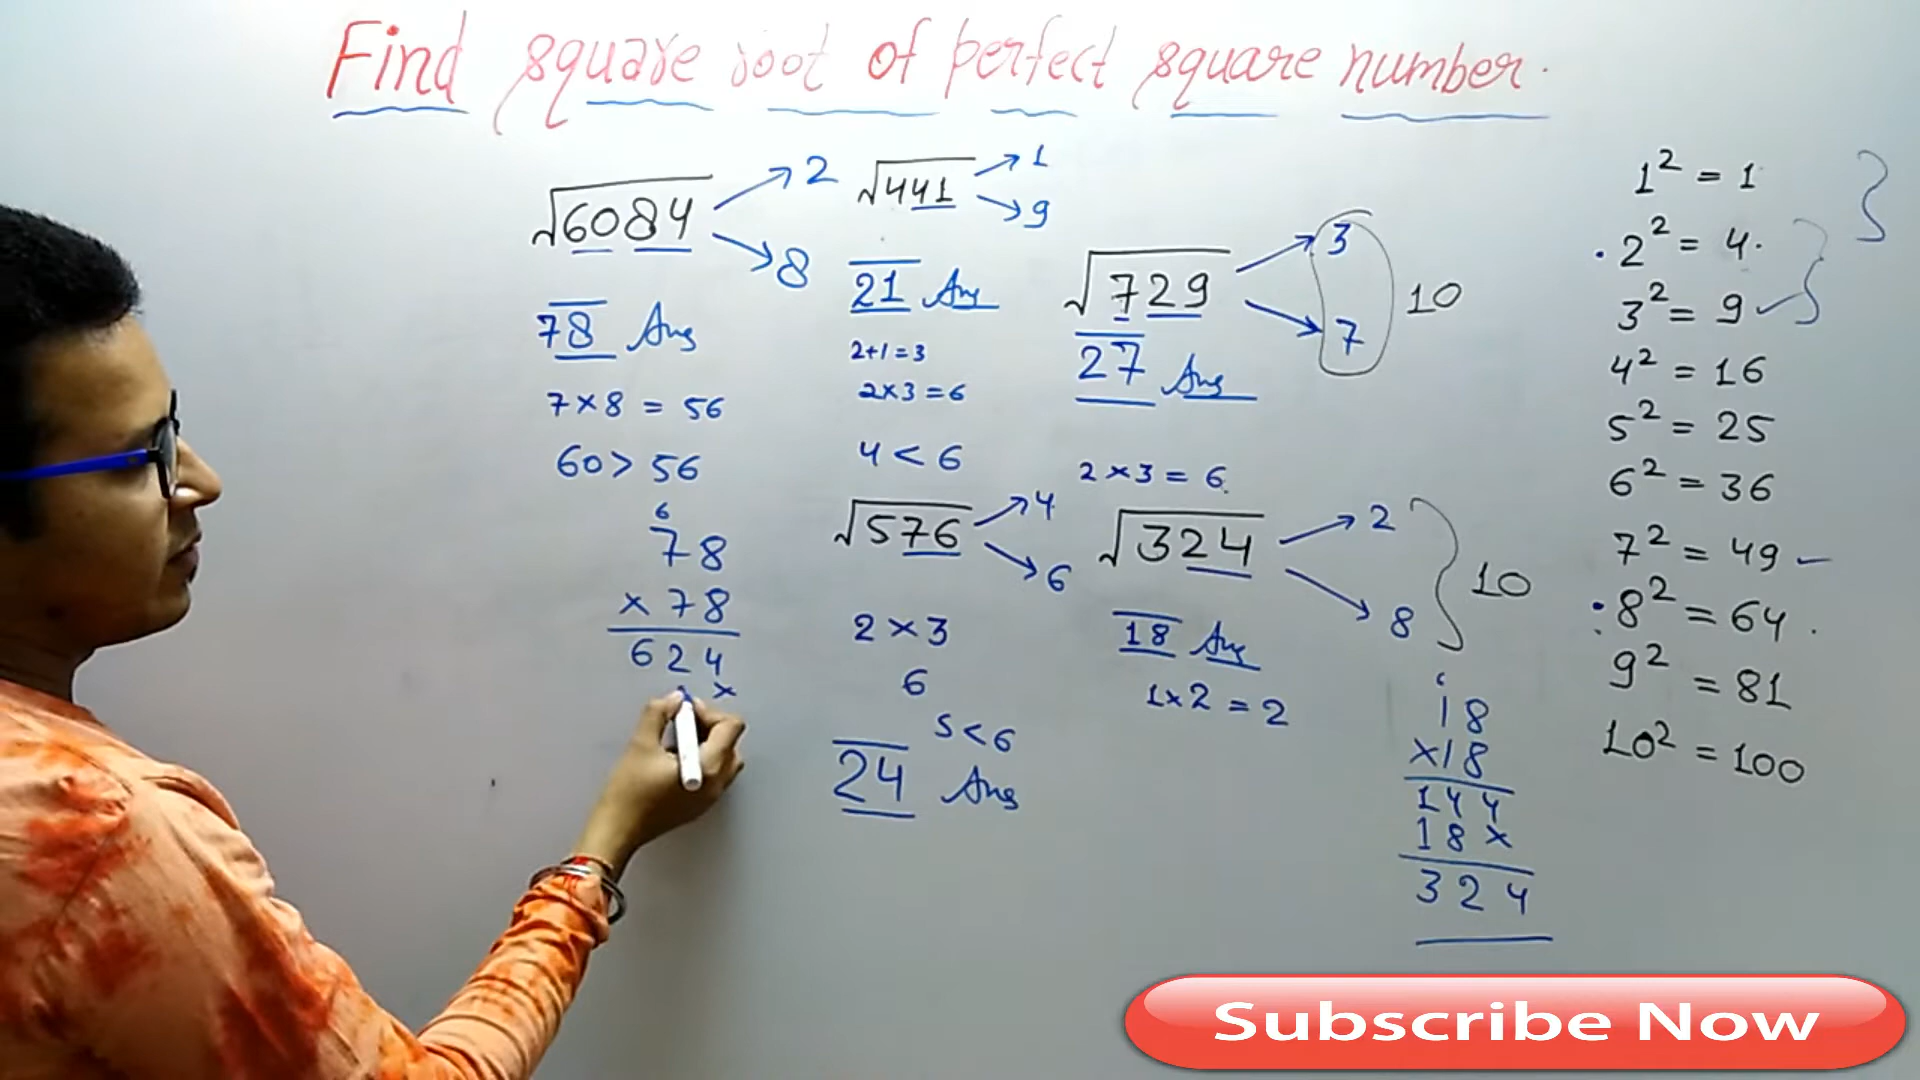 Find square root of perfect square number.
√6084 → 2
→ 8
78 Ans
7 × 8 = 56
60 > 56
6
78
× 78
624
×
√441 → 1
→ 9
21 Ans
2+1=3
2×3=6
4 < 6
√576 → 4
→ 6
2 × 3
6
5 < 6
24 Ans
√729 → 3
→ 7
10
27 Ans
2 × 3 = 6
√324 → 2
→ 8
10
18 Ans
1×2 = 2
18
×18
144
18×
324
1² = 1
2² = 4
3² = 9
4² = 16
5² = 25
6² = 36
7² = 49
8² = 64
9² = 81
10² = 100
Subscribe Now